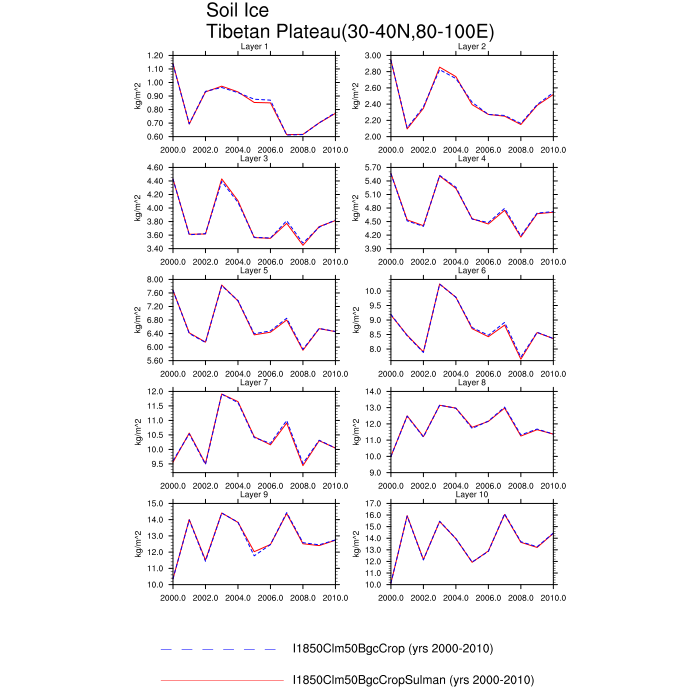 Soil Ice
Tibetan Plateau(30-40N,80-100E)
Layer 1
kg/m^2
1.20
1.10
1.00
0.90
0.80
0.70
0.60
2000.0 2002.0 2004.0 2006.0 2008.0 2010.0
Layer 2
kg/m^2
3.00
2.80
2.60
2.40
2.20
2.00
2000.0 2002.0 2004.0 2006.0 2008.0 2010.0
Layer 3
kg/m^2
4.60
4.40
4.20
4.00
3.80
3.60
3.40
2000.0 2002.0 2004.0 2006.0 2008.0 2010.0
Layer 4
kg/m^2
5.70
5.40
5.10
4.80
4.50
4.20
3.90
2000.0 2002.0 2004.0 2006.0 2008.0 2010.0
Layer 5
kg/m^2
8.00
7.60
7.20
6.80
6.40
6.00
5.60
2000.0 2002.0 2004.0 2006.0 2008.0 2010.0
Layer 6
kg/m^2
10.0
9.5
9.0
8.5
8.0
2000.0 2002.0 2004.0 2006.0 2008.0 2010.0
Layer 7
kg/m^2
12.0
11.5
11.0
10.5
10.0
9.5
2000.0 2002.0 2004.0 2006.0 2008.0 2010.0
Layer 8
kg/m^2
14.0
13.0
12.0
11.0
10.0
9.0
2000.0 2002.0 2004.0 2006.0 2008.0 2010.0
Layer 9
kg/m^2
15.0
14.0
13.0
12.0
11.0
10.0
2000.0 2002.0 2004.0 2006.0 2008.0 2010.0
Layer 10
kg/m^2
17.0
16.0
15.0
14.0
13.0
12.0
11.0
10.0
2000.0 2002.0 2004.0 2006.0 2008.0 2010.0
I1850Clm50BgcCrop (yrs 2000-2010)
I1850Clm50BgcCropSulman (yrs 2000-2010)